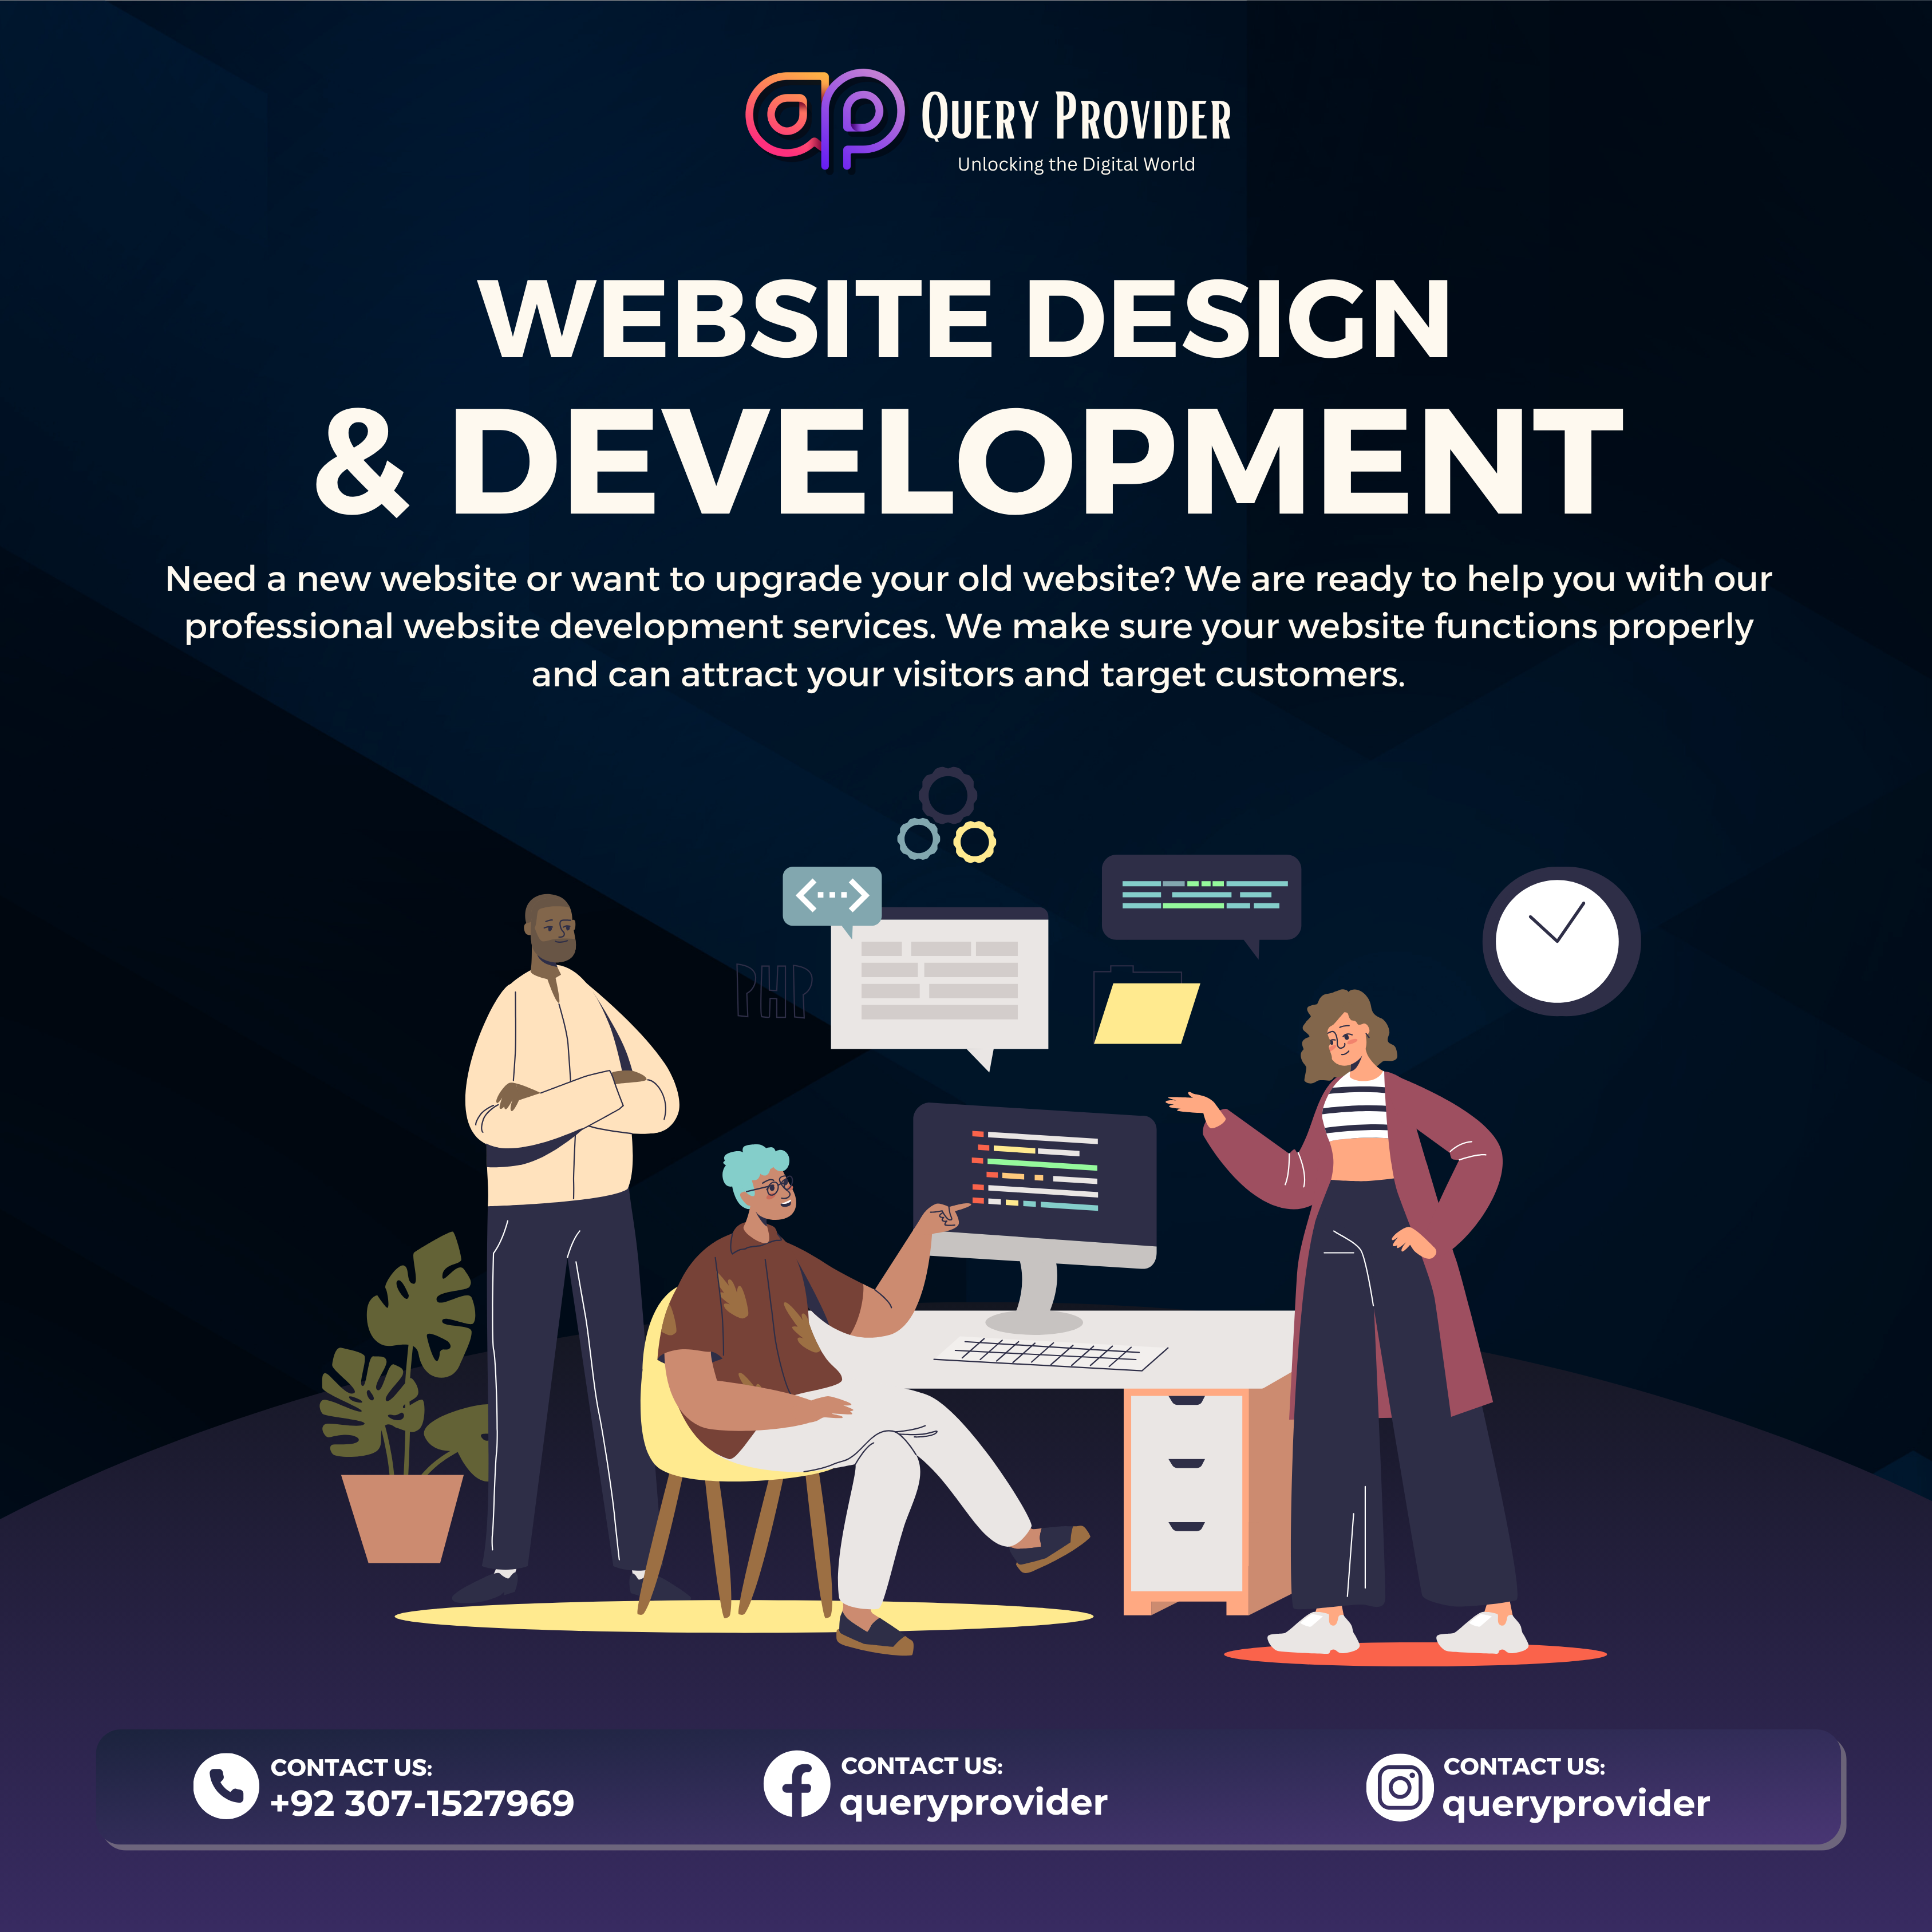 QUERY PROVIDER
Unlocking the Digital World
WEBSITE DESIGN
& DEVELOPMENT
Need a new website or want to upgrade your old website? We are ready to help you with our
professional website development services. We make sure your website functions properly
and can attract your visitors and target customers.
<···>
PHP
CONTACT US:
+92 307-1527969
CONTACT US:
queryprovider
CONTACT US:
queryprovider